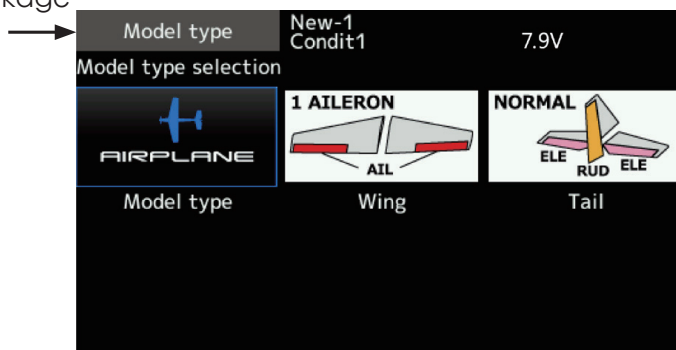 kage
Model type
New-1
Condit1
7.9V
Model type selection
AIRPLANE
1 AILERON
AIL
NORMAL
ELE
RUD
ELE
Model type
Wing
Tail